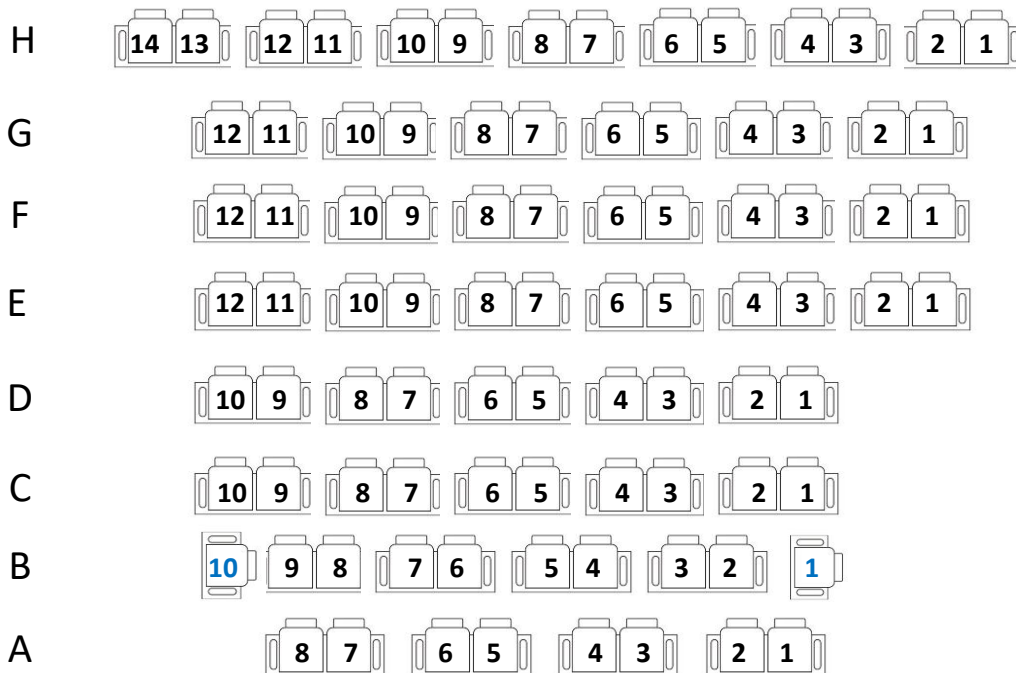 H 14 13 12 11 10 9 8 7 6 5 4 3 2 1
G 12 11 10 9 8 7 6 5 4 3 2 1
F 12 11 10 9 8 7 6 5 4 3 2 1
E 12 11 10 9 8 7 6 5 4 3 2 1
D 10 9 8 7 6 5 4 3 2 1
C 10 9 8 7 6 5 4 3 2 1
B 10 9 8 7 6 5 4 3 2 1
A 8 7 6 5 4 3 2 1